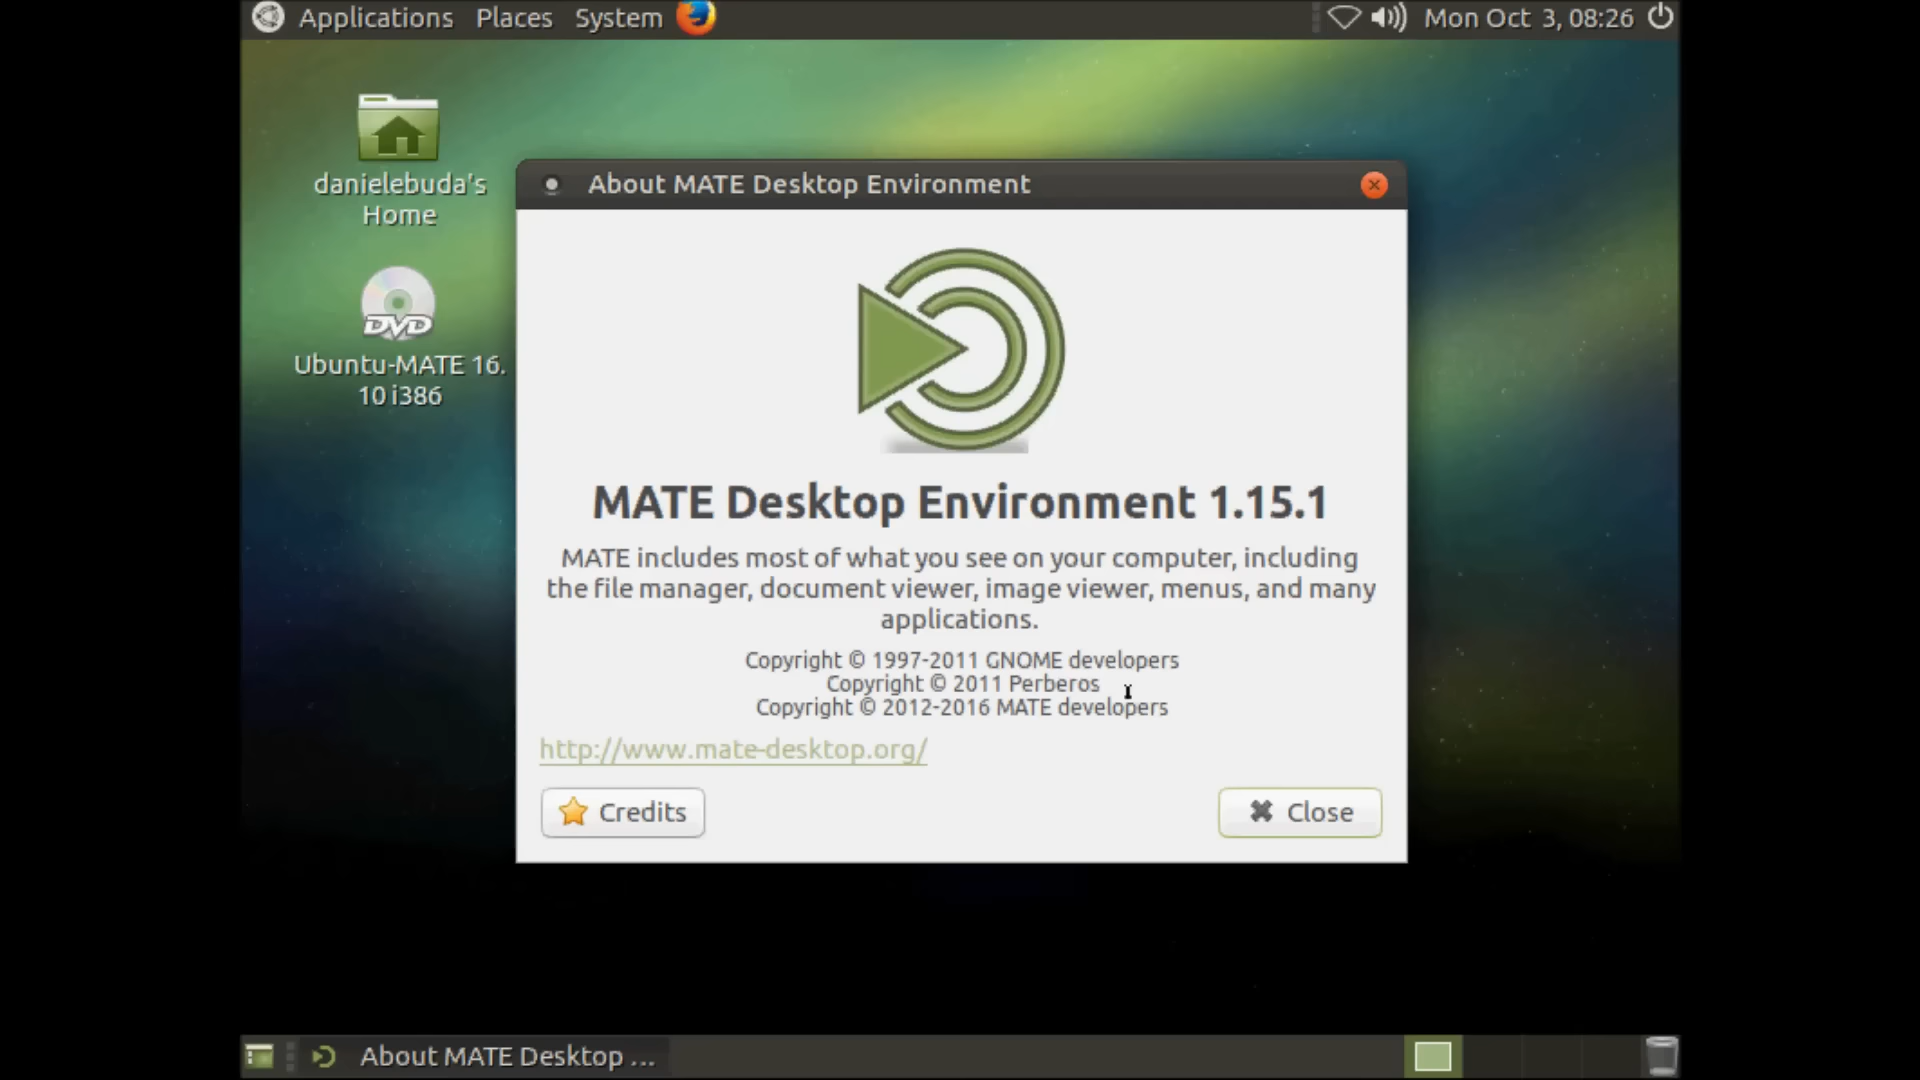 Applications Places System
Mon Oct 3, 08:26
danielebuda's
Home
DVD
Ubuntu-MATE 16.
10 i386
About MATE Desktop Environment
MATE Desktop Environment 1.15.1
MATE includes most of what you see on your computer, including
the file manager, document viewer, image viewer, menus, and many
applications.
Copyright © 1997-2011 GNOME developers
Copyright © 2011 Perberos
Copyright © 2012-2016 MATE developers
http://www.mate-desktop.org/
Credits
Close
About MATE Desktop ...